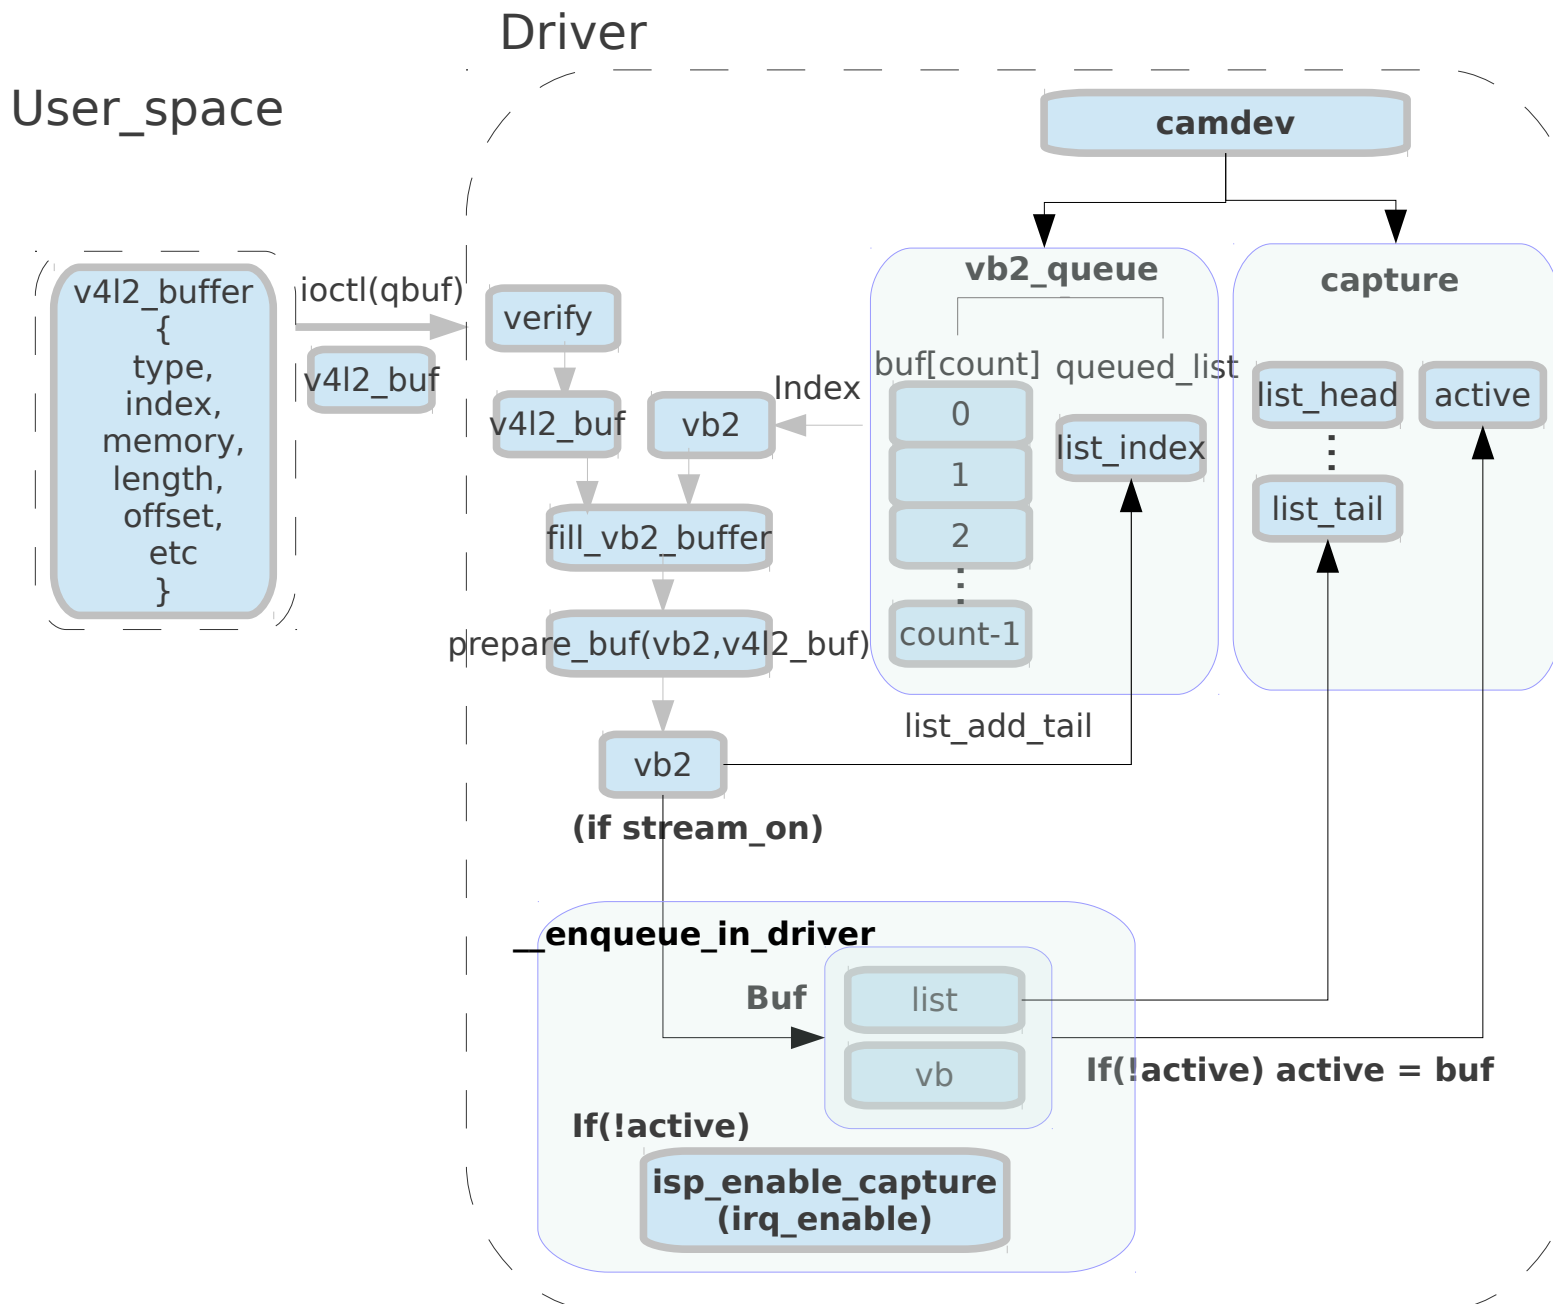 Driver
User_space
camdev
v4l2_buffer
{
type,
index,
memory,
length,
offset,
etc
}
ioctl(qbuf)
v4l2_buf
verify
v4l2_buf
vb2
Index
fill_vb2_buffer
prepare_buf(vb2,v4l2_buf)
vb2
(if stream_on)
vb2_queue
buf[count]
queued_list
0
1
2
count-1
list_index
list_add_tail
capture
list_head
active
list_tail
__enqueue_in_driver
Buf
list
vb
If(!active) active = buf
If(!active)
isp_enable_capture
(irq_enable)